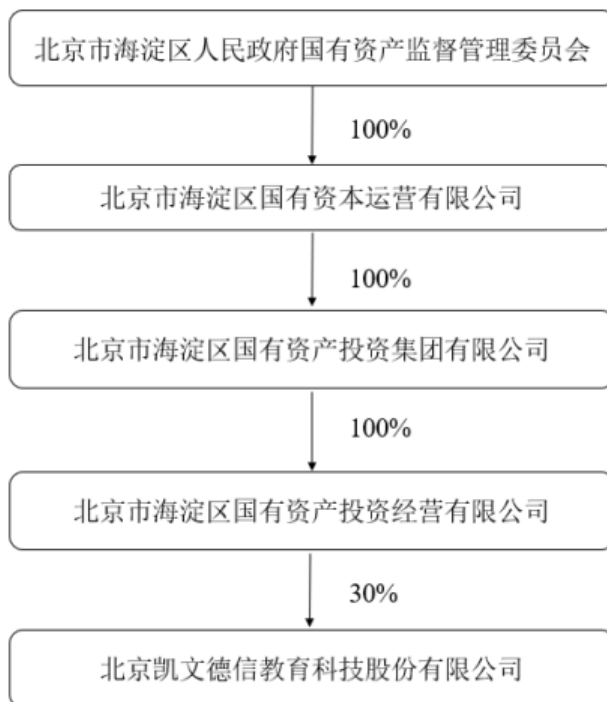 北京市海淀区人民政府国有资产监督管理委员会
100%
北京市海淀区国有资本运营有限公司
100%
北京市海淀区国有资产投资集团有限公司
100%
北京市海淀区国有资产投资经营有限公司
30%
北京凯文德信教育科技股份有限公司